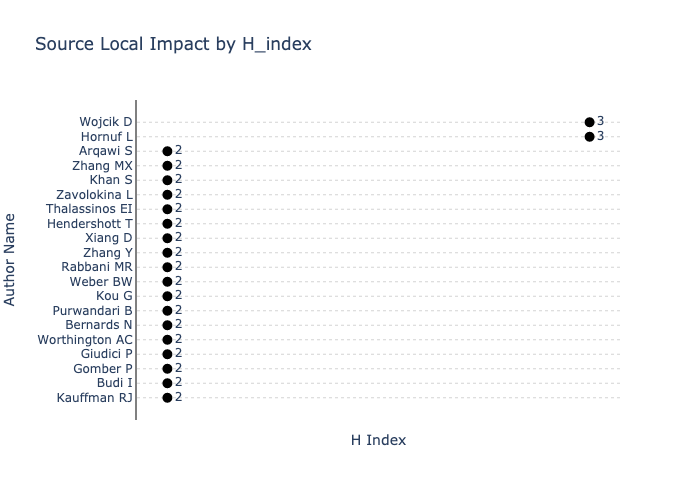 Source Local Impact by H_index
Author Name
Wojcik D 3
Hornuf L 3
Arqawi S 2
Zhang MX 2
Khan S 2
Zavolokina L 2
Thalassinos EI 2
Hendershott T 2
Xiang D 2
Zhang Y 2
Rabbani MR 2
Weber BW 2
Kou G 2
Purwandari B 2
Bernards N 2
Worthington AC 2
Giudici P 2
Gomber P 2
Budi I 2
Kauffman RJ 2
H Index